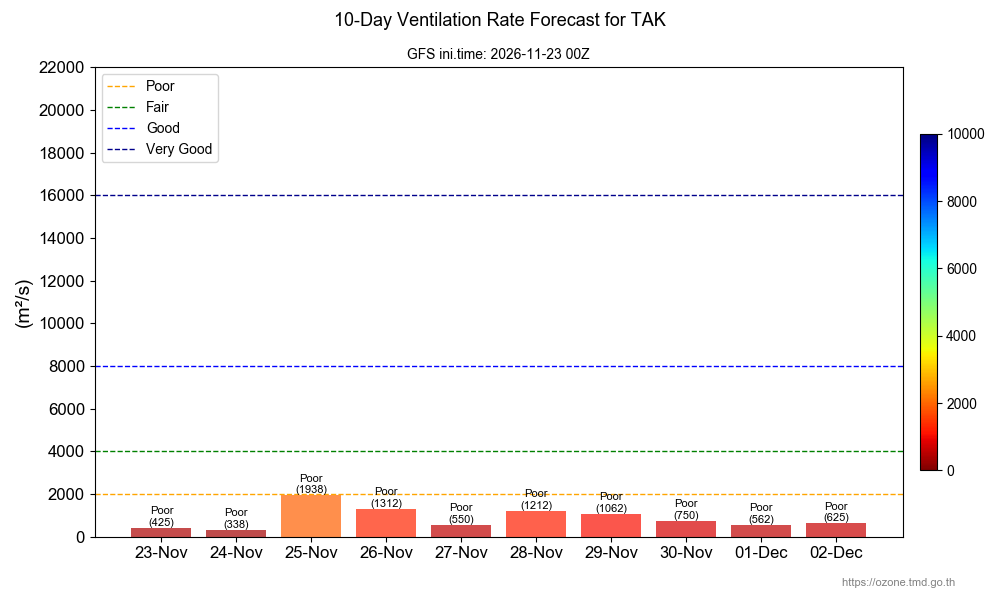 10-Day Ventilation Rate Forecast for TAK
GFS ini.time: 2026-11-23 00Z
(m²/s)
22000
20000
18000
16000
14000
12000
10000
8000
6000
4000
2000
0
Poor
Fair
Good
Very Good
Poor
(425)
Poor
(338)
Poor
(1938)
Poor
(1312)
Poor
(550)
Poor
(1212)
Poor
(1062)
Poor
(750)
Poor
(562)
Poor
(625)
23-Nov 24-Nov 25-Nov 26-Nov 27-Nov 28-Nov 29-Nov 30-Nov 01-Dec 02-Dec
10000
8000
6000
4000
2000
0
https://ozone.tmd.go.th